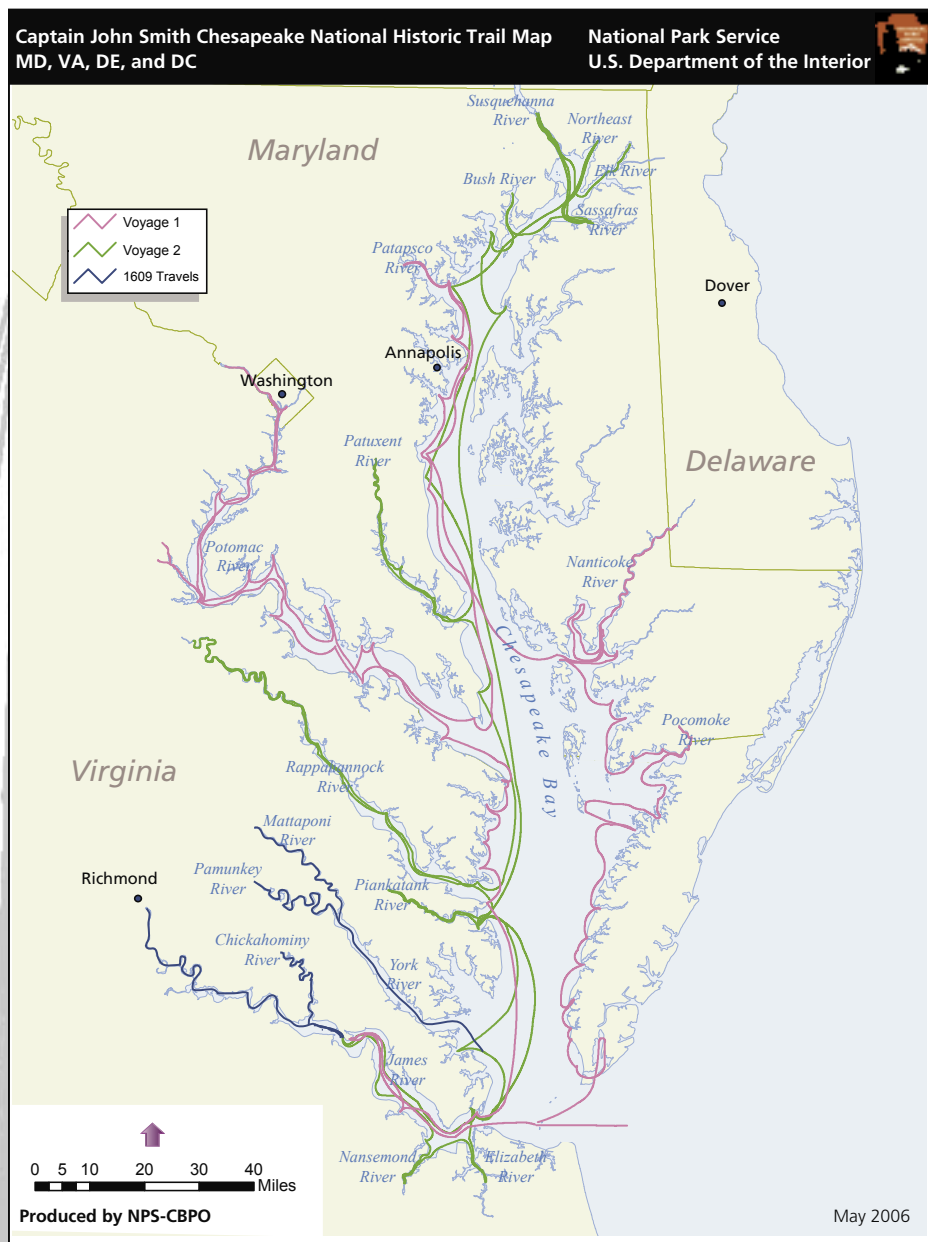 Captain John Smith Chesapeake National Historic Trail Map
MD, VA, DE, and DC
National Park Service
U.S. Department of the Interior
Susquehanna
River
Northeast
River
Maryland
Elk River
Bush River
Sassafras
River
Voyage 1
Voyage 2
1609 Travels
Patapsco
River
Dover
Annapolis
Washington
Patuxent
River
Delaware
Potomac
River
Nanticoke
River
Chesapeake Bay
Pocomoke
River
Virginia
Rappahannock
River
Mattaponi
River
Pamunkey
River
Richmond
Piankatank
River
Chickahominy
River
York
River
James
River
Nansemond
River
Elizabeth
River
0 5 10 20 30 40
Miles
Produced by NPS-CBPO
May 2006